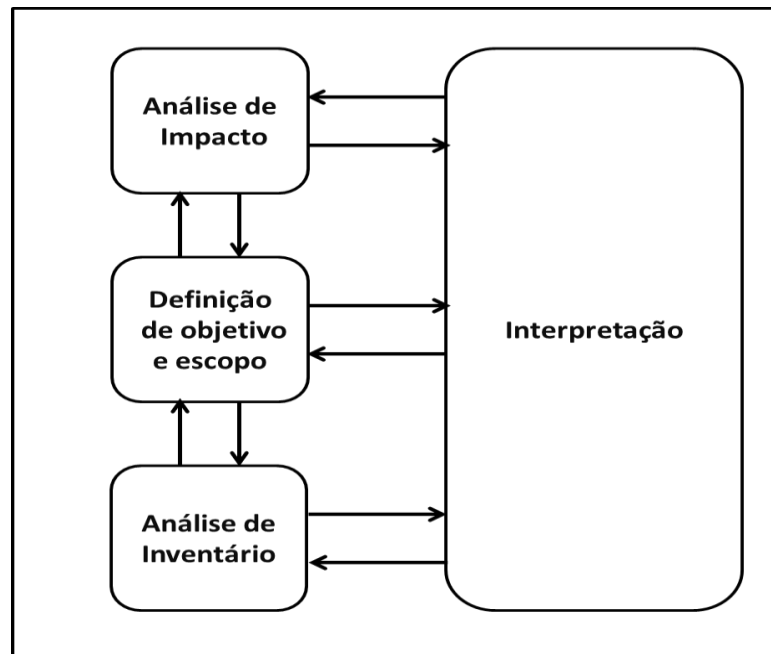 Análise de
Impacto
Definição
de objetivo
e escopo
Interpretação
Análise de
Inventário